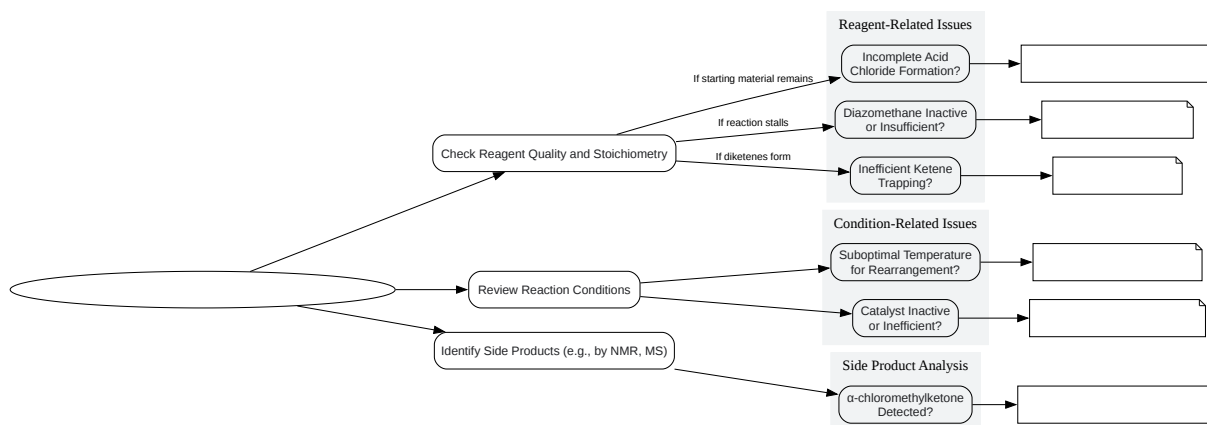 Reagent-Related Issues
Incomplete Acid
Chloride Formation?
If starting material remains
Diazomethane Inactive
or Insufficient?
If reaction stalls
Check Reagent Quality and Stoichiometry
If diketenes form
Inefficient Ketene
Trapping?
Condition-Related Issues
Suboptimal Temperature
for Rearrangement?
Review Reaction Conditions
Catalyst Inactive
or Inefficient?
Identify Side Products (e.g., by NMR, MS)
Side Product Analysis
α-chloromethylketone
Detected?